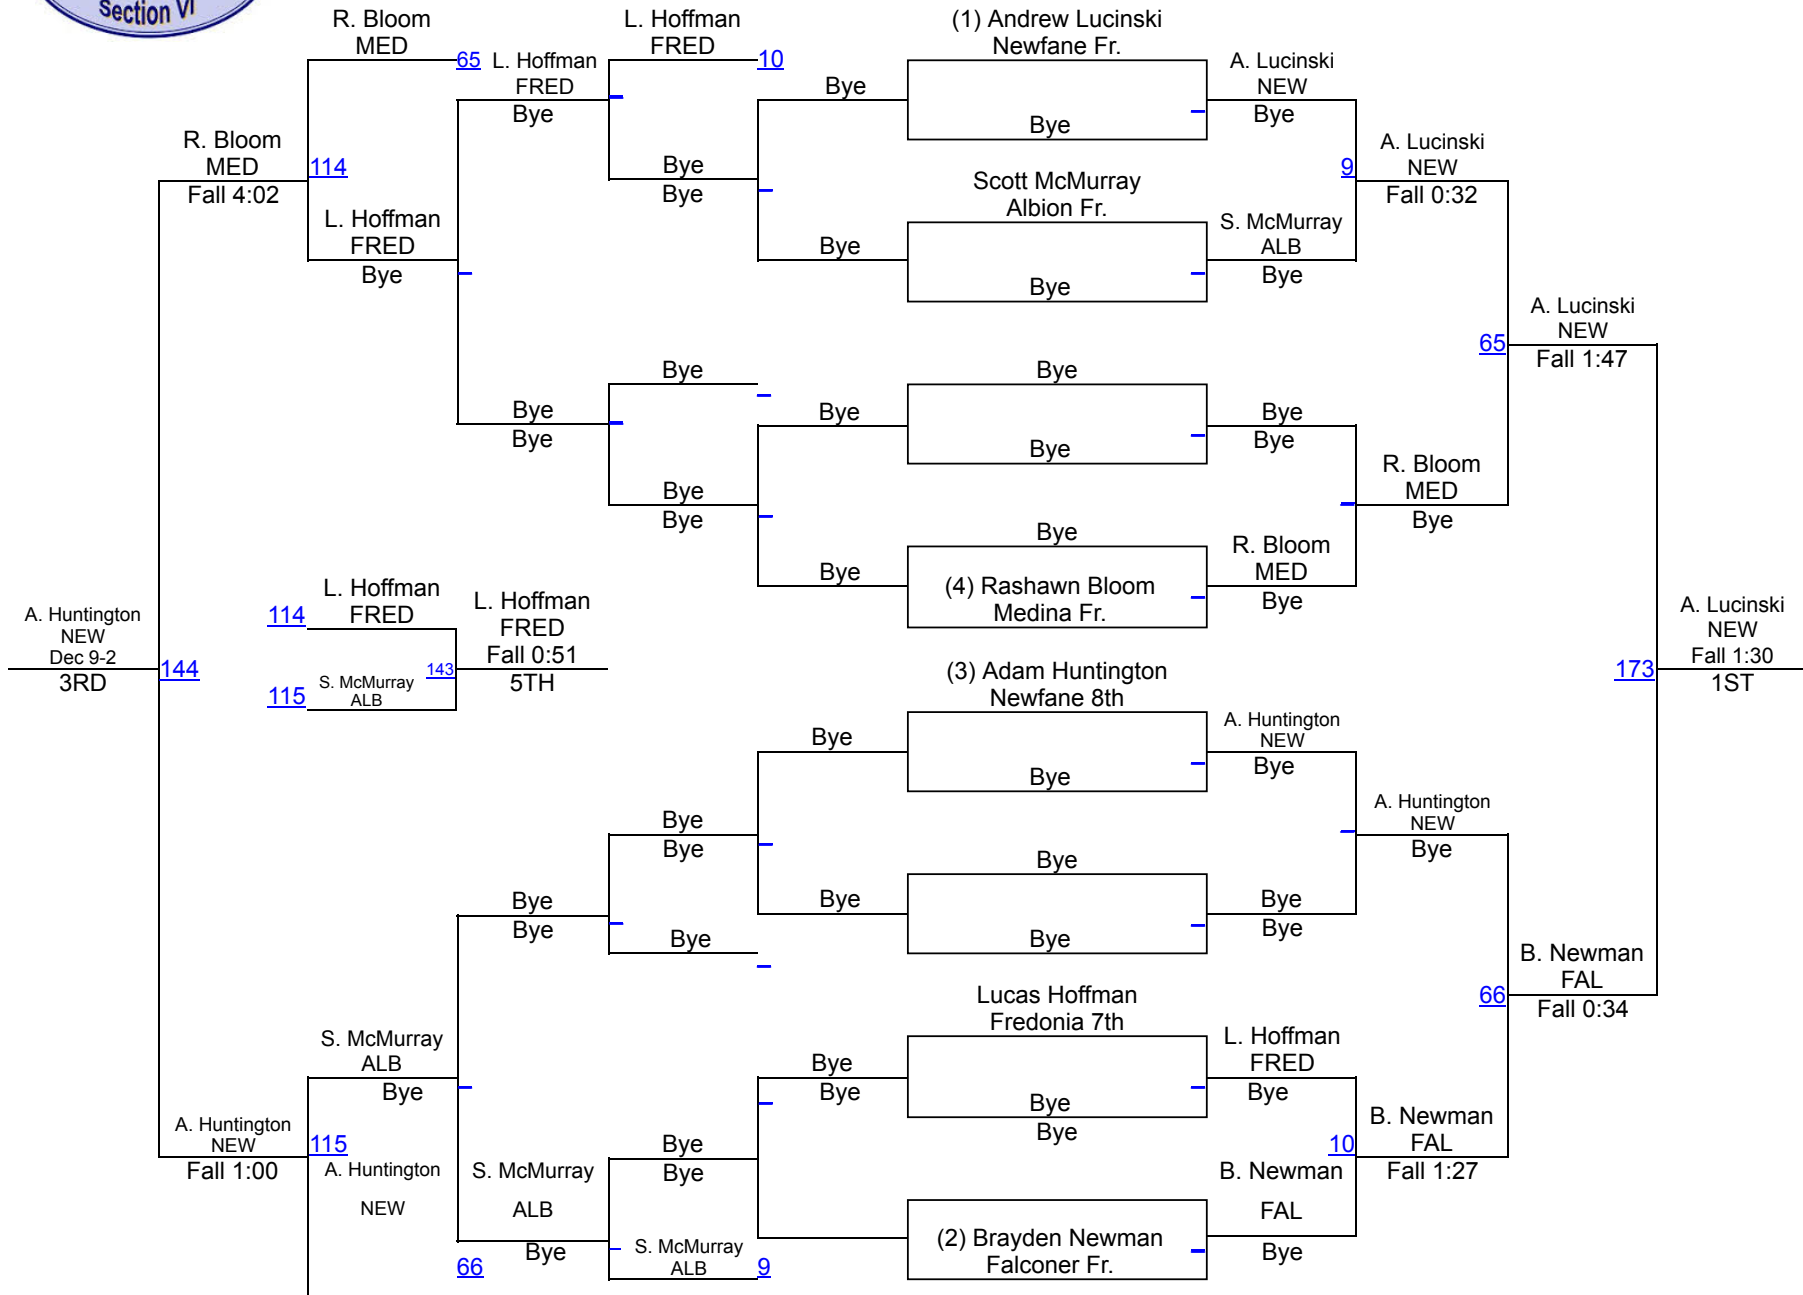 Section VI
R. Bloom
MED
65
L. Hoffman
FRED
Bye
L. Hoffman
FRED
10
(1) Andrew Lucinski
Newfane Fr.
Bye
Bye
A. Lucinski
NEW
Bye
R. Bloom
MED
Fall 4:02
114
Bye
Bye
9
A. Lucinski
NEW
Fall 0:32
Scott McMurray
Albion Fr.
L. Hoffman
FRED
Bye
Bye
Bye
S. McMurray
ALB
Bye
A. Lucinski
NEW
Fall 1:47
65
Bye
Bye
Bye
Bye
Bye
Bye
Bye
Bye
Bye
R. Bloom
MED
Bye
Bye
Bye
Bye
Bye
(4) Rashawn Bloom
Medina Fr.
R. Bloom
MED
Bye
A. Huntington
NEW
Dec 9-2
3RD
144
114
L. Hoffman
FRED
115
S. McMurray
ALB
143
L. Hoffman
FRED
Fall 0:51
5TH
A. Lucinski
NEW
Fall 1:30
1ST
173
(3) Adam Huntington
Newfane 8th
Bye
Bye
A. Huntington
NEW
Bye
Bye
Bye
A. Huntington
NEW
Bye
Bye
Bye
Bye
Bye
Bye
Bye
Bye
Bye
Bye
B. Newman
FAL
Fall 0:34
66
Lucas Hoffman
Fredonia 7th
S. McMurray
ALB
Bye
Bye
Bye
Bye
Bye
L. Hoffman
FRED
Bye
A. Huntington
NEW
Fall 1:00
115
A. Huntington
NEW
S. McMurray
ALB
Bye
66
Bye
Bye
S. McMurray
ALB
9
10
B. Newman
FAL
Fall 1:27
B. Newman
FAL
Bye
(2) Brayden Newman
Falconer Fr.